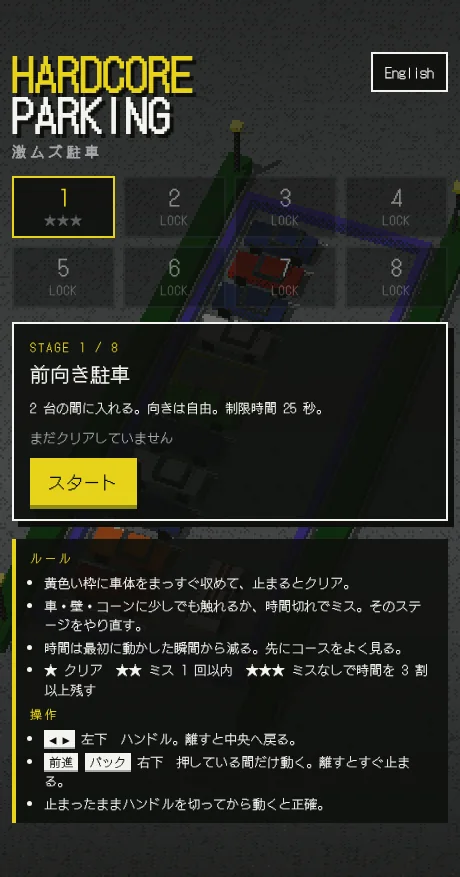 HARDCORE
PARKING
激ムズ駐車
English
1
★★★
2
LOCK
3
LOCK
4
LOCK
5
LOCK
6
LOCK
7
LOCK
8
LOCK
STAGE 1 / 8
前向き駐車
2 台の間に入れる。向きは自由。制限時間 25 秒。
まだクリアしていません
スタート
ルール
黄色い枠に車体をまっすぐ収めて、止まるとクリア。
車・壁・コーンに少しでも触れるか、時間切れでミス。そのステ
ージをやり直す。
時間は最初に動かした瞬間から減る。先にコースをよく見る。
★ クリア ★★ ミス 1 回以内 ★★★ ミスなしで時間を 3 割
以上残す
操作
◀ ▶ 左下 ハンドル。離すと中央へ戻る。
前進 バック 右下 押している間だけ動く。離すとすぐ止ま
る。
止まったままハンドルを切ってから動くと正確。